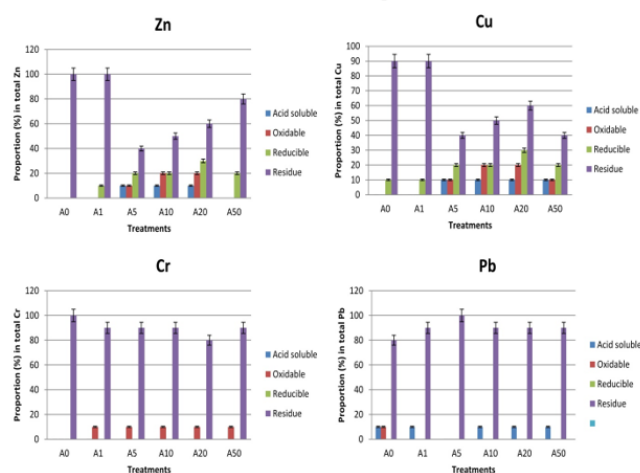 Zn
Proportion (%) in total Zn
120
100
80
60
40
20
0
A0 A1 A5 A10 A20 A50
Treatments
Acid soluble
Oxidable
Reducible
Residue
Cu
Proportion (%) in total Cu
100
90
80
70
60
50
40
30
20
10
0
A0 A1 A5 A10 A20 A50
Treatments
Acid soluble
Oxidable
Reducible
Residue
Cr
Proportion (%) in total Cr
120
100
80
60
40
20
0
A0 A1 A5 A10 A20 A50
Treatments
Acid soluble
Oxidable
Reducible
Residue
Pb
Proportion (%) in total Pb
120
100
80
60
40
20
0
A0 A1 A5 A10 A20 A50
Treatments
Acid soluble
Oxidable
Reducible
Residue